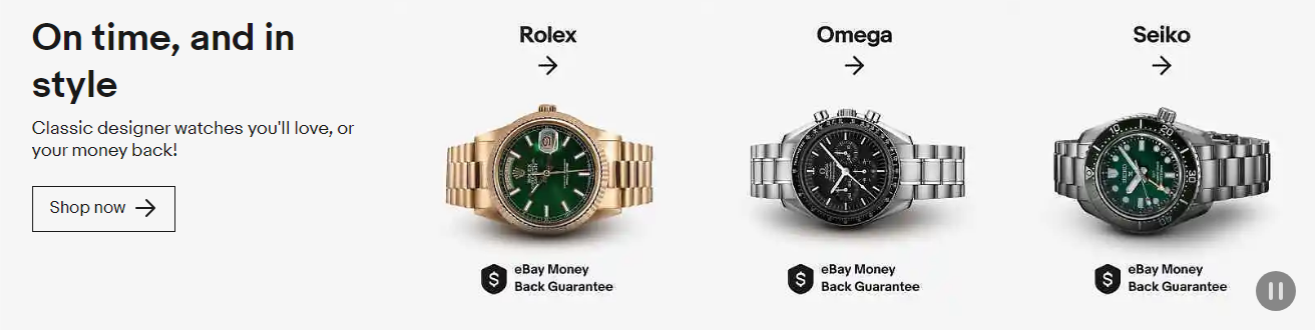 On time, and in
style
Classic designer watches you'll love, or
your money back!
Shop now
Rolex
eBay Money
Back Guarantee
Omega
eBay Money
Back Guarantee
Seiko
eBay Money
Back Guarantee